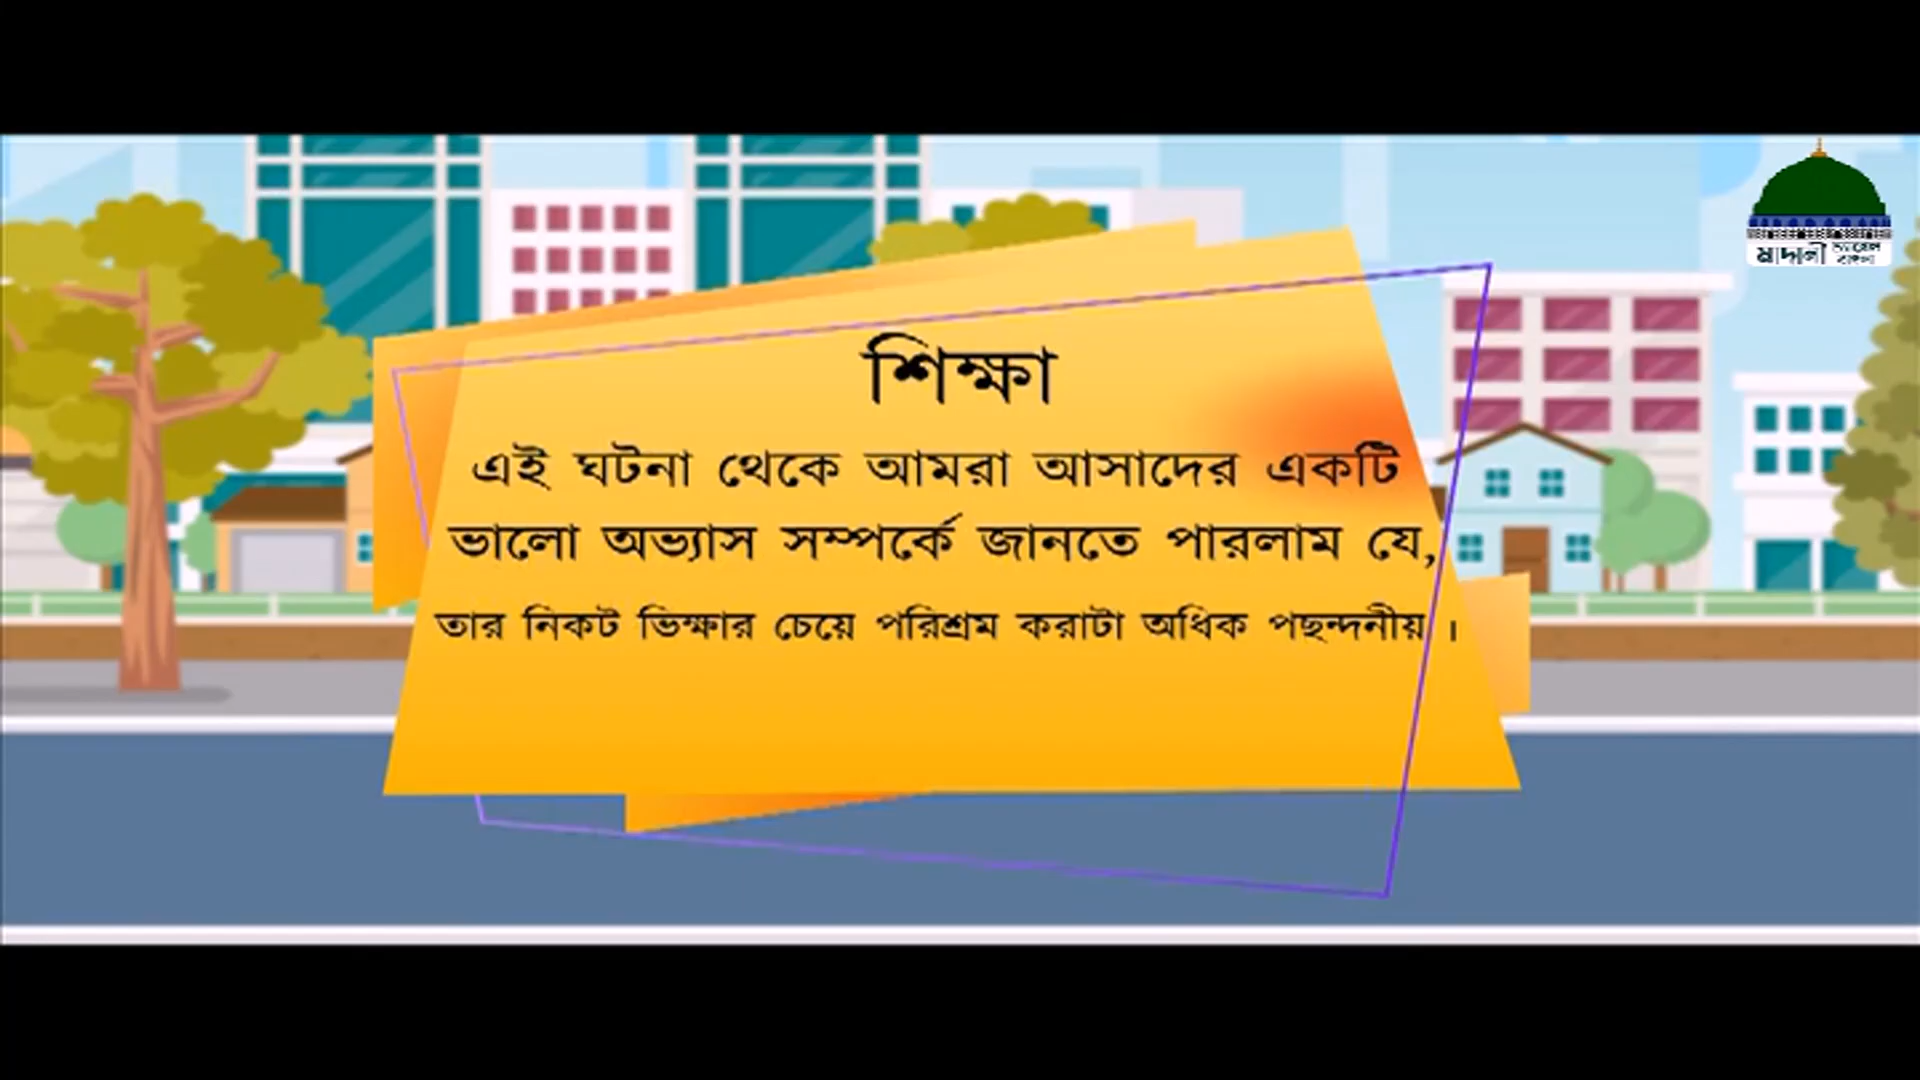 শিক্ষা
এই ঘটনা থেকে আমরা আসাদের একটি
ভালো অভ্যাস সম্পর্কে জানতে পারলাম যে,
তার নিকট ভিক্ষার চেয়ে পরিশ্রম করাটা অধিক পছন্দনীয় ।
মাদানী চ্যানেল বাংলা